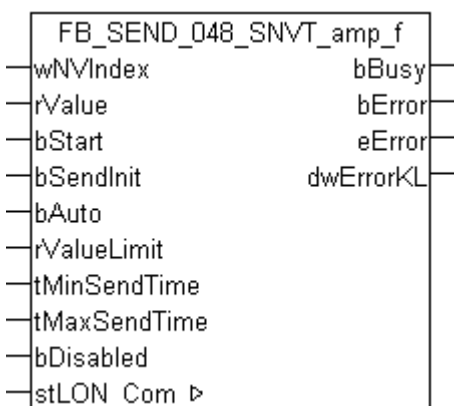 FB_SEND_048_SNVT_amp_f
wNVIndex bBusy
rValue bError
bStart eError
bSendInit dwErrorKL
bAuto
rValueLimit
tMinSendTime
tMaxSendTime
bDisabled
stLON_Com ▷